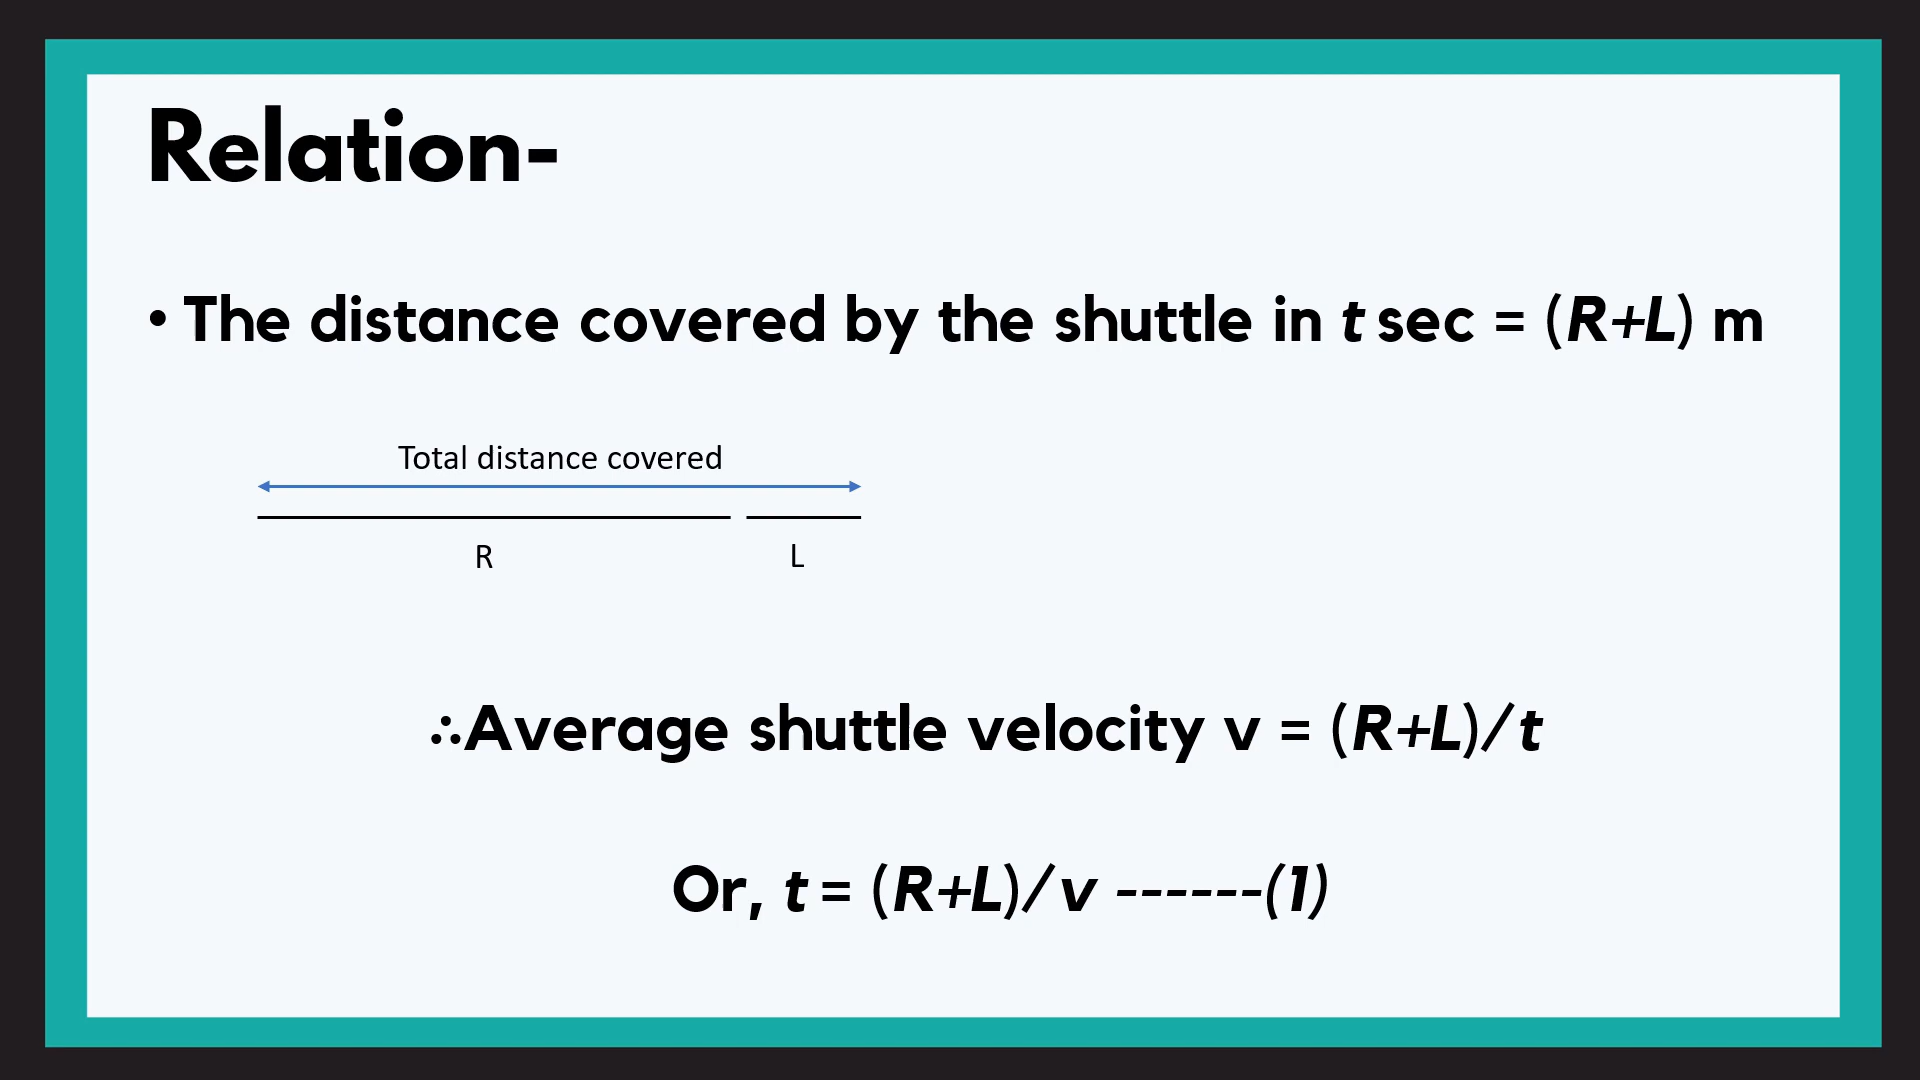 Relation-
• The distance covered by the shuttle in t sec = (R+L) m
Total distance covered
R L
∴Average shuttle velocity v = (R+L)/t
Or, t = (R+L)/v ------(1)